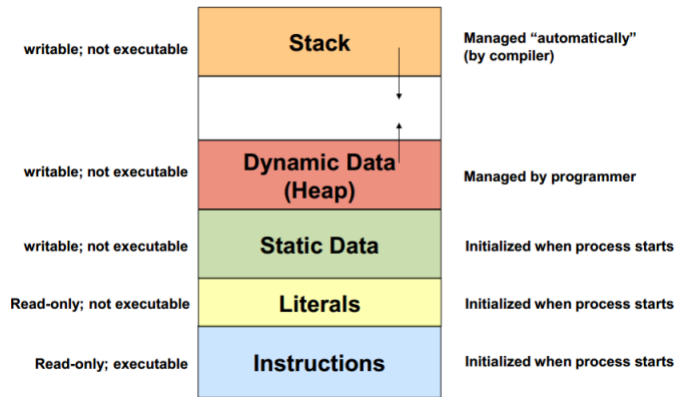 writable; not executable
Stack
Managed “automatically”
(by compiler)
writable; not executable
Dynamic Data
(Heap)
Managed by programmer
writable; not executable
Static Data
Initialized when process starts
Read-only; not executable
Literals
Initialized when process starts
Read-only; executable
Instructions
Initialized when process starts